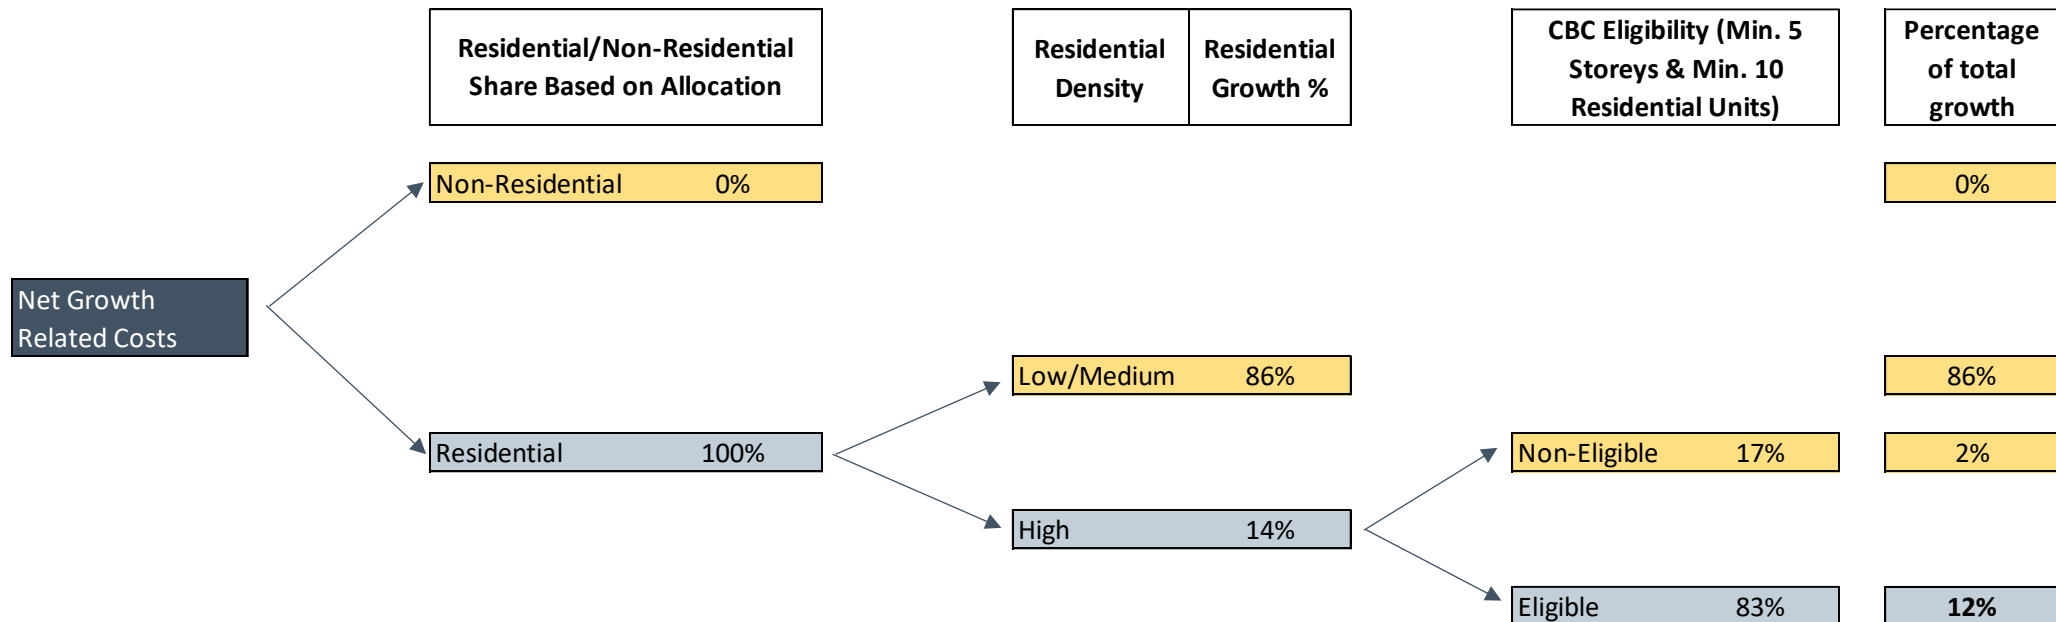 Residential/Non-Residential
Share Based on Allocation
Residential
Density
Residential
Growth %
CBC Eligibility (Min. 5
Storeys & Min. 10
Residential Units)
Percentage
of total
growth
Non-Residential 0%
0%
Net Growth
Related Costs
Low/Medium 86%
86%
Residential 100%
Non-Eligible 17%
2%
High 14%
Eligible 83%
12%